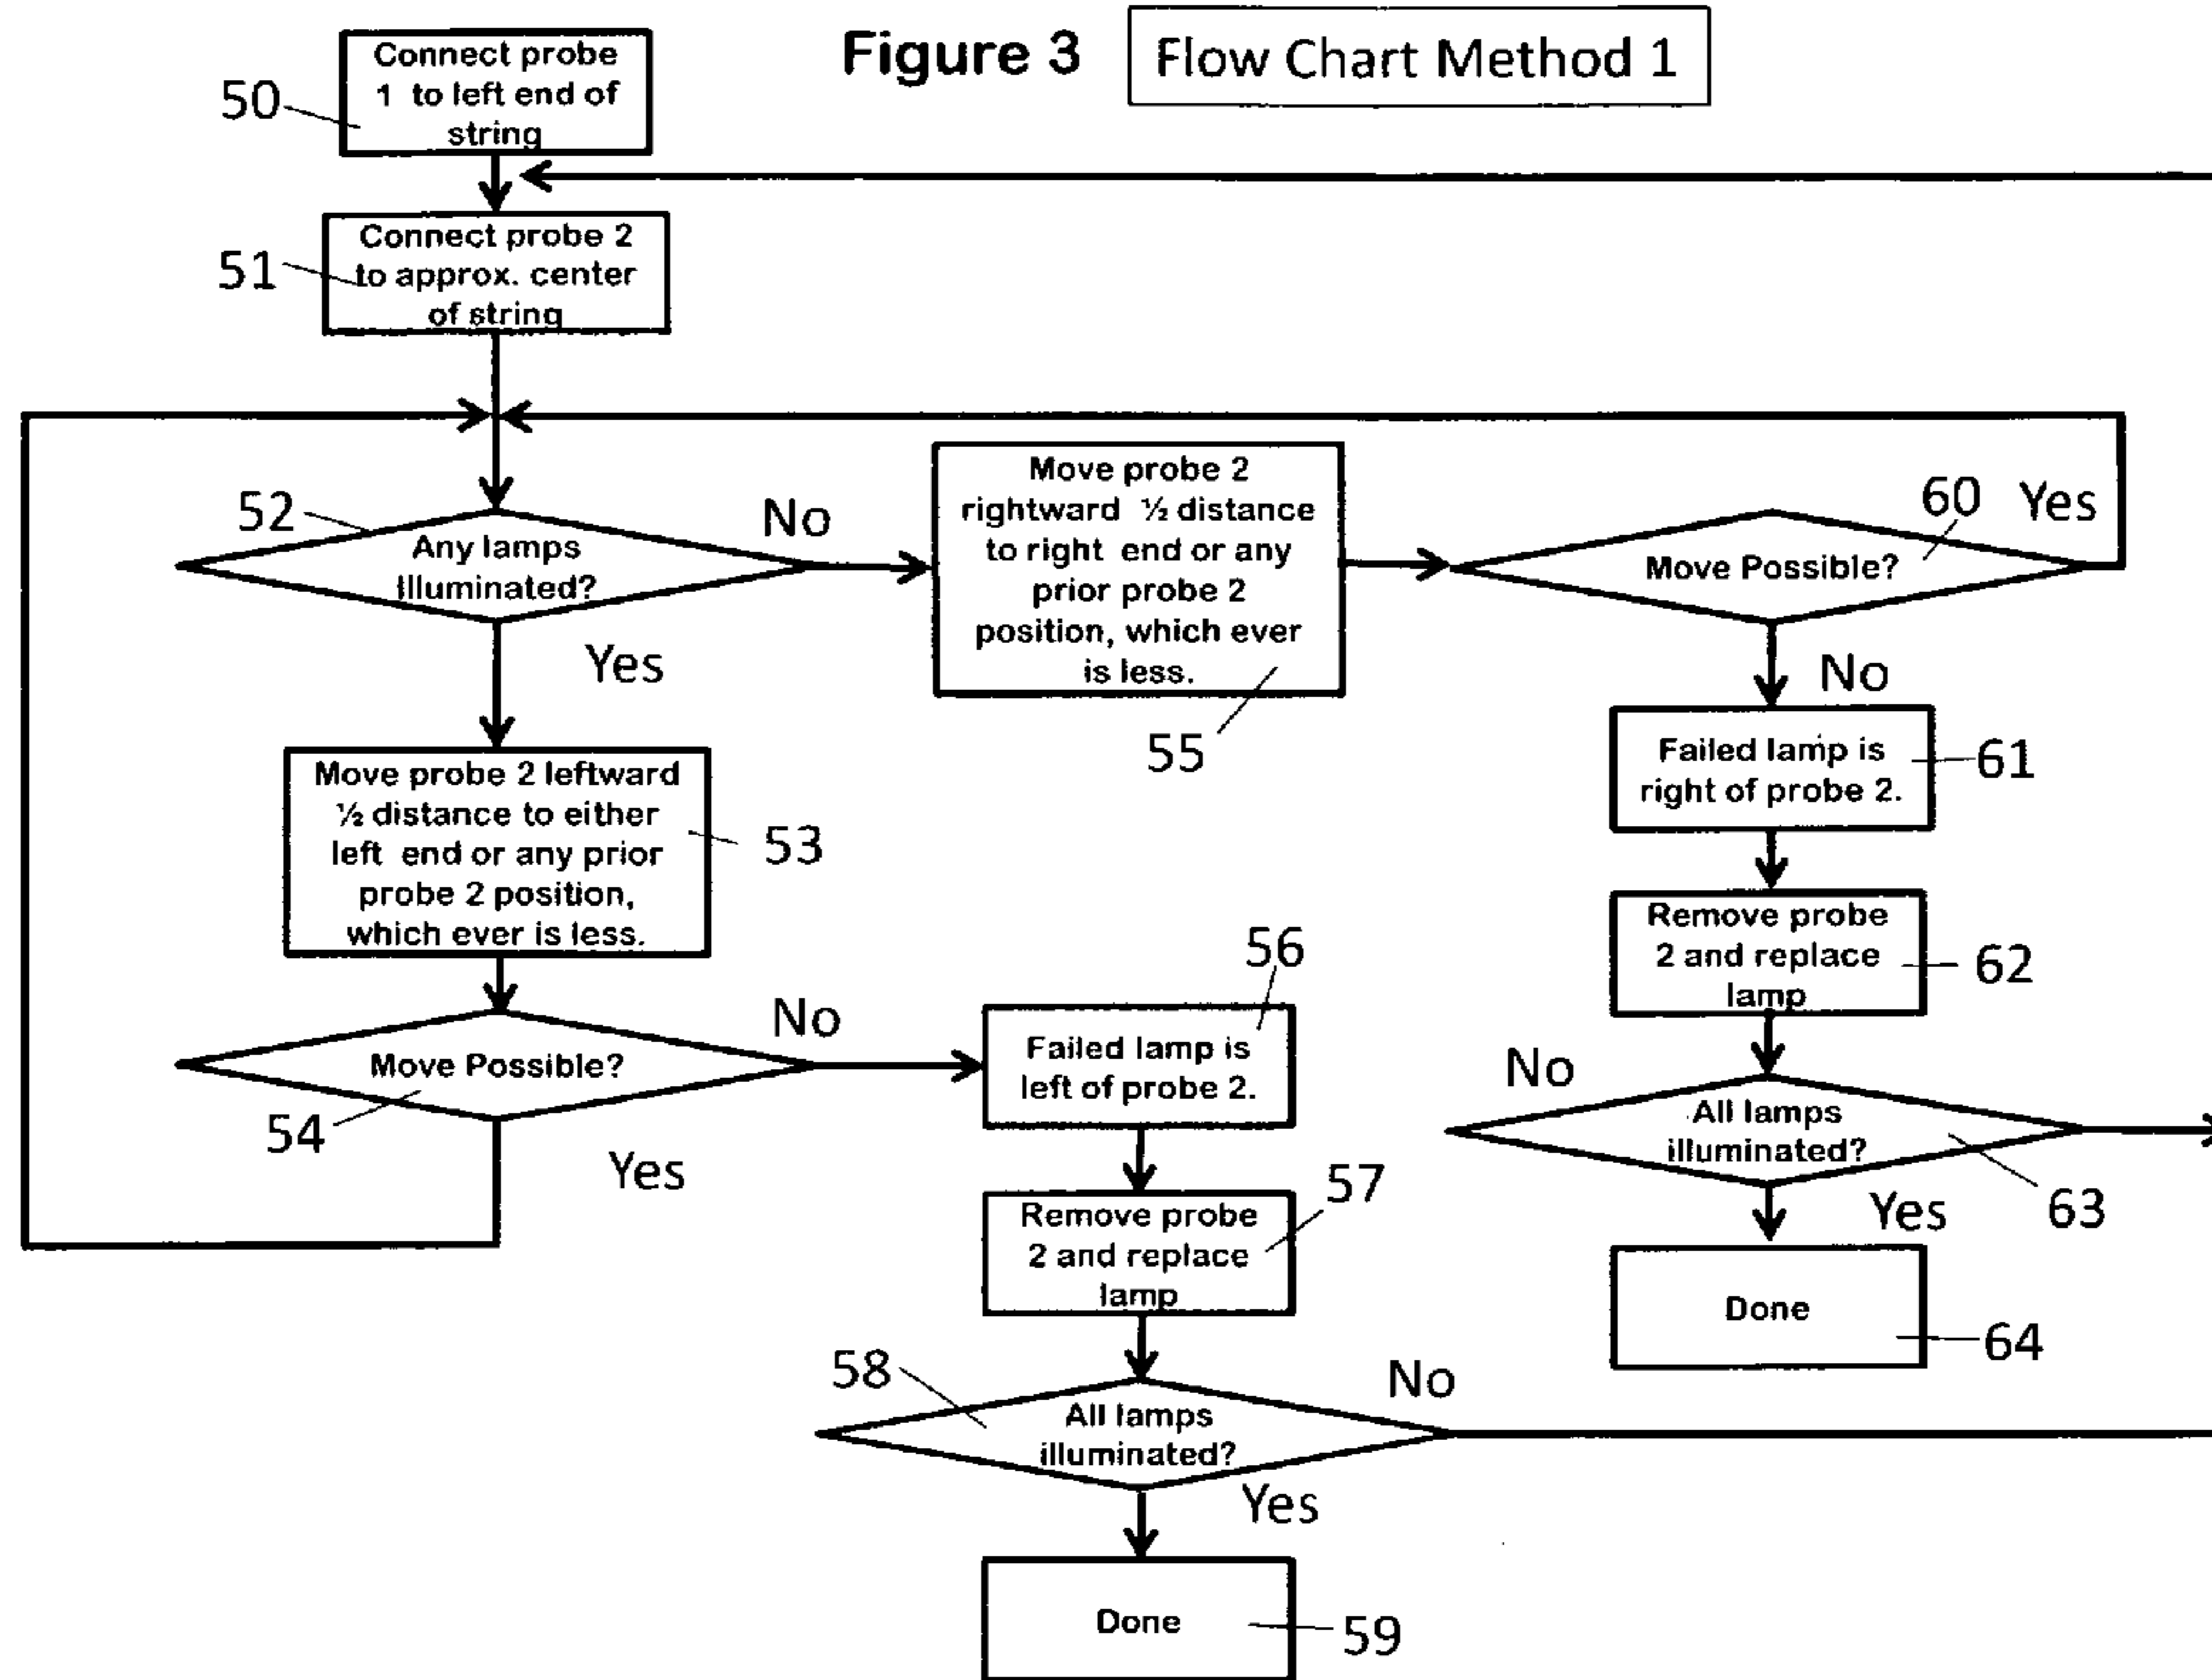 Figure 3
Flow Chart Method 1
Connect probe
1 to left end of
string
50
Connect probe 2
to approx. center
of string
51
52
Any lamps
Illuminated?
No
Yes
Move probe 2
rightward ½ distance
to right end or any
prior probe 2
position, which ever
is less.
55
60
Yes
Move Possible?
No
Failed lamp is
right of probe 2.
61
Move probe 2 leftward
½ distance to either
left end or any prior
probe 2 position,
which ever is less.
53
Remove probe
2 and replace
lamp
62
Move Possible?
54
No
Yes
56
Failed lamp is
left of probe 2.
No
All lamps
illuminated?
63
Yes
57
Remove probe
2 and replace
lamp
Done
64
58
All lamps
illuminated?
No
Yes
Done
59